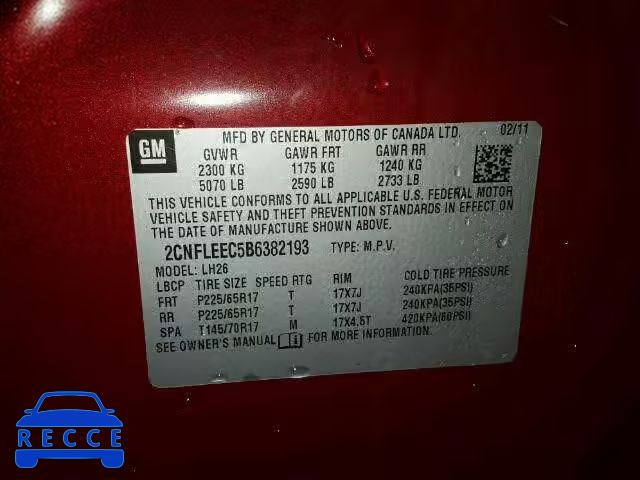 GM
MFD BY GENERAL MOTORS OF CANADA LTD. 02/11
GVWR GAWR FRT GAWR RR
2300 KG 1175 KG 1240 KG
5070 LB 2590 LB 2733 LB
THIS VEHICLE CONFORMS TO ALL APPLICABLE U.S. FEDERAL MOTOR
VEHICLE SAFETY AND THEFT PREVENTION STANDARDS IN EFFECT ON
THE DATE OF MANUFACTURE SHOWN ABOVE.
2CNFLEEC5B6382193 TYPE: M.P.V.
MODEL: LH26
LBCP TIRE SIZE SPEED RTG RIM COLD TIRE PRESSURE
FRT P225/65R17 T 17X7J 240KPA(35PSI)
RR P225/65R17 T 17X7J 240KPA(35PSI)
SPA T145/70R17 M 17X4.5T 420KPA(60PSI)
SEE OWNER'S MANUAL FOR MORE INFORMATION.